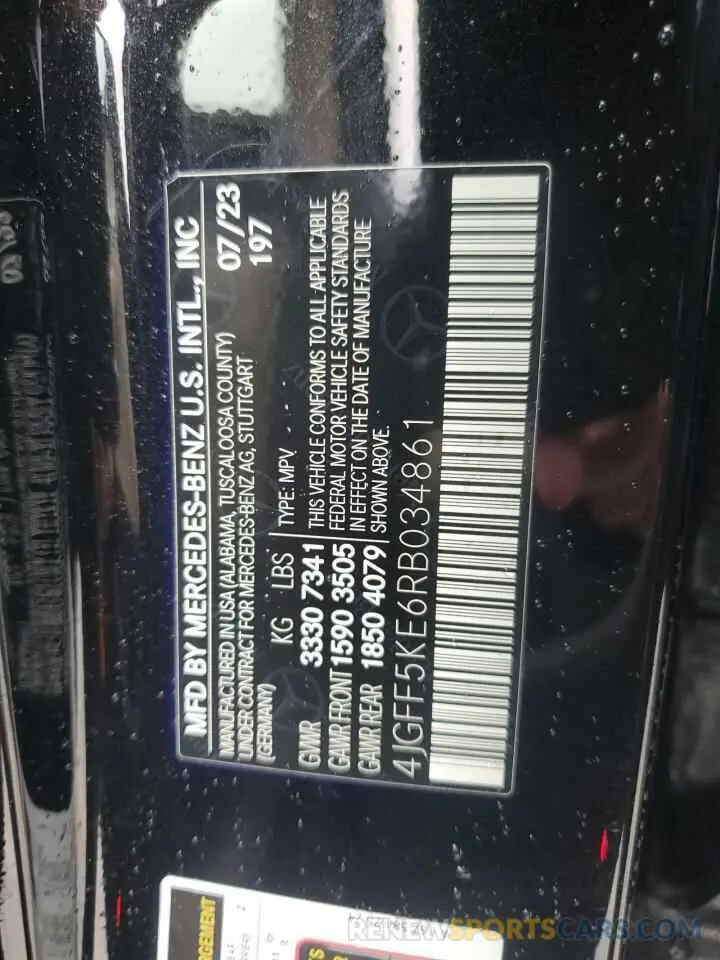 MFD BY MERCEDES-BENZ U.S. INTL., INC
MANUFACTURED IN USA (ALABAMA, TUSCALOOSA COUNTY)
UNDER CONTRACT FOR MERCEDES-BENZ AG, STUTTGART
(GERMANY)
07/23
197
KG LBS TYPE: MPV
GWR 3330 7341
GAWR FRONT 1590 3505
GAWR REAR 1850 4079
THIS VEHICLE CONFORMS TO ALL APPLICABLE
FEDERAL MOTOR VEHICLE SAFETY STANDARDS
IN EFFECT ON THE DATE OF MANUFACTURE
SHOWN ABOVE.
4JGFF5KE6RB034861
RENEWSPORTSCARS.COM